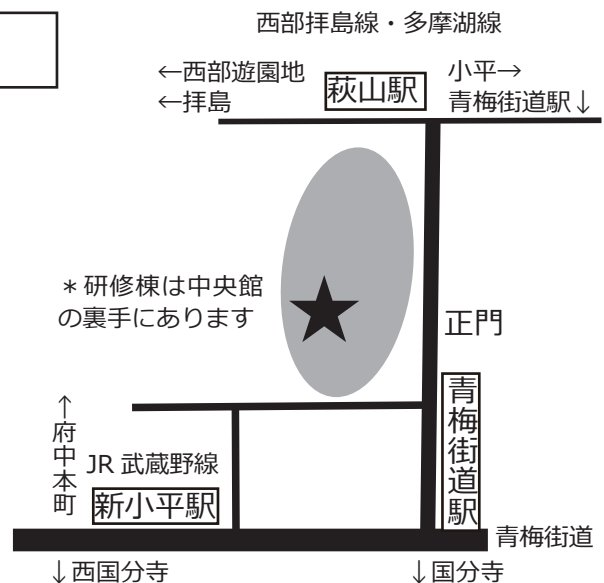 西部拝島線・多摩湖線
←西部遊園地
←拝島
萩山駅
小平→
青梅街道駅↓
＊研修棟は中央館
の裏手にあります
正門
青梅街道駅
↑府中本町
JR 武蔵野線
新小平駅
青梅街道
↓西国分寺
↓国分寺